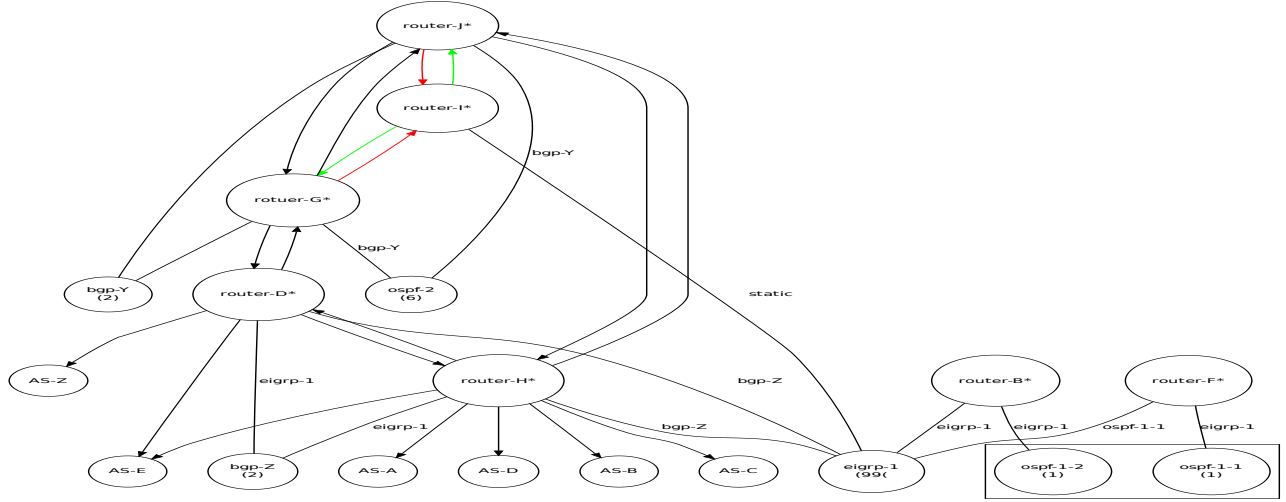 router-J*
router-I*
bgp-Y
rotuer-G*
bgp-Y
bgp-Y
(2)
router-D*
ospf-2
(6)
static
AS-Z
eigrp-1
router-H*
bgp-Z
router-B*
router-F*
eigrp-1
bgp-Z
eigrp-1
eigrp-1
ospf-1-1
eigrp-1
AS-E
bgp-Z
(2)
AS-A
AS-D
AS-B
AS-C
eigrp-1
(99(
ospf-1-2
(1)
ospf-1-1
(1)